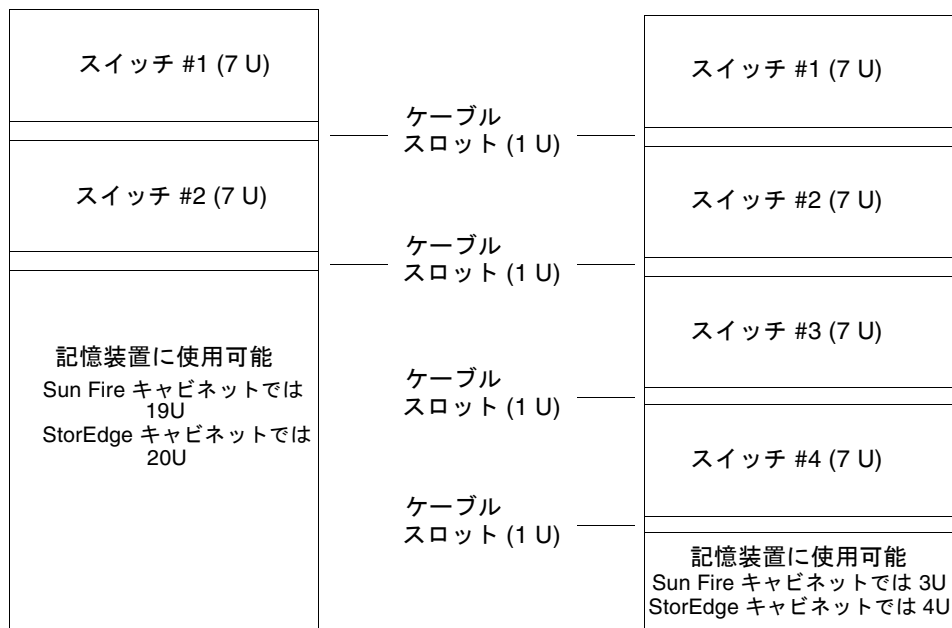 スイッチ #1 (7 U)
スイッチ #2 (7 U)
記憶装置に使用可能
Sun Fire キャビネットでは
19U
StorEdge キャビネットでは
20U
ケーブル
スロット (1 U)
ケーブル
スロット (1 U)
ケーブル
スロット (1 U)
ケーブル
スロット (1 U)
スイッチ #1 (7 U)
スイッチ #2 (7 U)
スイッチ #3 (7 U)
スイッチ #4 (7 U)
記憶装置に使用可能
Sun Fire キャビネットでは 3U
StorEdge キャビネットでは 4U